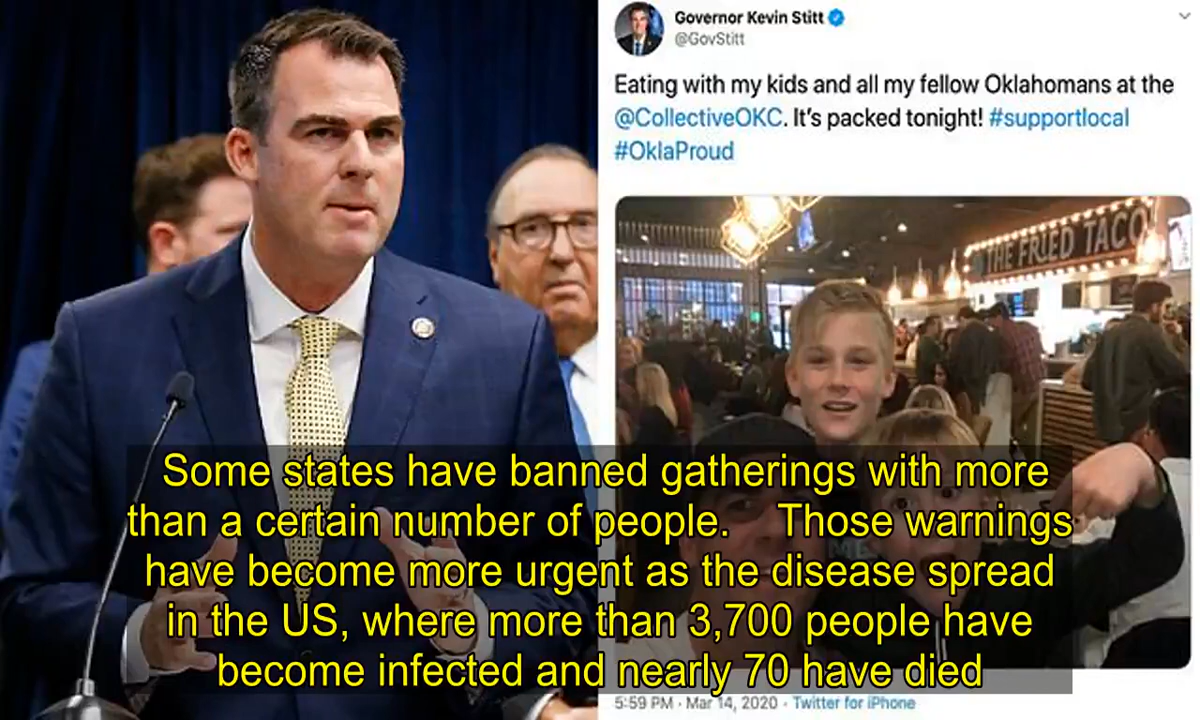 Governor Kevin Stitt
@GovStitt
Eating with my kids and all my fellow Oklahomans at the
@CollectiveOKC. It's packed tonight! #supportlocal
#OklaProud
THE FRIED TACO
Some states have banned gatherings with more
than a certain number of people. Those warnings
have become more urgent as the disease spread
in the US, where more than 3,700 people have
become infected and nearly 70 have died
5:59 PM · Mar 14, 2020 · Twitter for iPhone